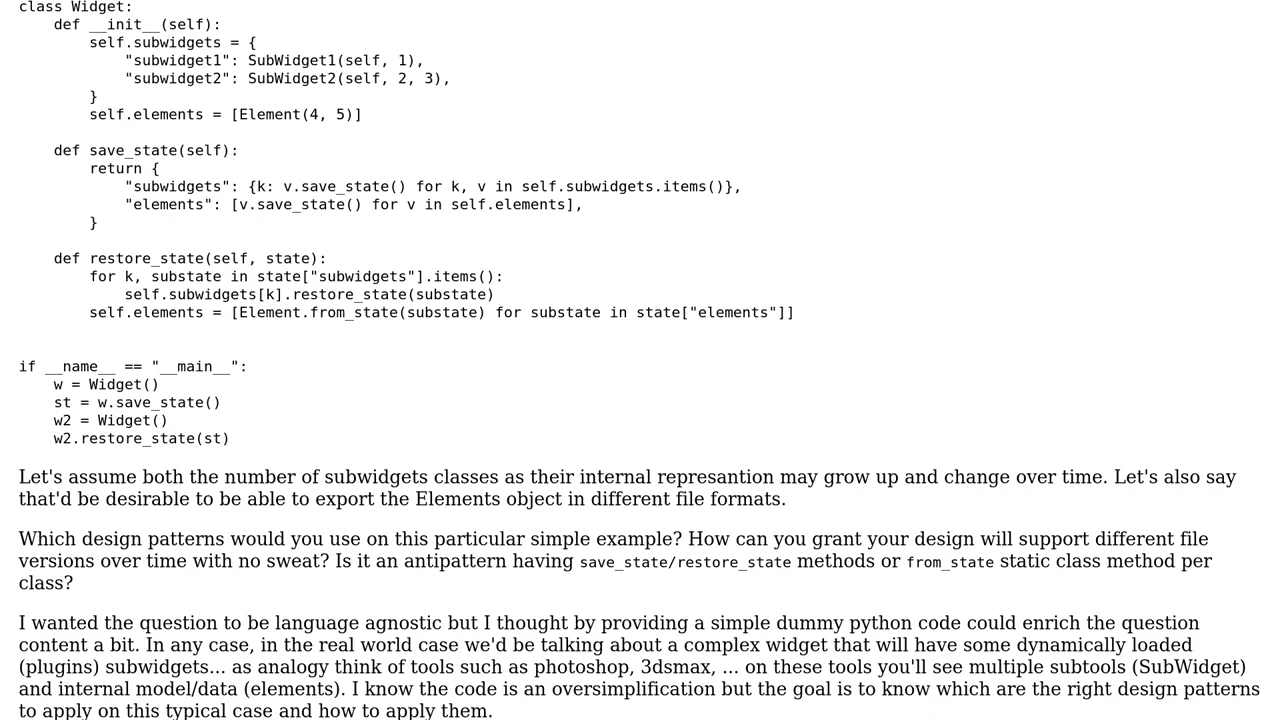 class Widget:
    def __init__(self):
        self.subwidgets = {
            "subwidget1": SubWidget1(self, 1),
            "subwidget2": SubWidget2(self, 2, 3),
        }
        self.elements = [Element(4, 5)]

    def save_state(self):
        return {
            "subwidgets": {k: v.save_state() for k, v in self.subwidgets.items()},
            "elements": [v.save_state() for v in self.elements],
        }

    def restore_state(self, state):
        for k, substate in state["subwidgets"].items():
            self.subwidgets[k].restore_state(substate)
        self.elements = [Element.from_state(substate) for substate in state["elements"]]

if __name__ == "__main__":
    w = Widget()
    st = w.save_state()
    w2 = Widget()
    w2.restore_state(st)

Let's assume both the number of subwidgets classes as their internal represantion may grow up and change over time. Let's also say
that'd be desirable to be able to export the Elements object in different file formats.

Which design patterns would you use on this particular simple example? How can you grant your design will support different file
versions over time with no sweat? Is it an antipattern having save_state/restore_state methods or from_state static class method per
class?

I wanted the question to be language agnostic but I thought by providing a simple dummy python code could enrich the question
content a bit. In any case, in the real world case we'd be talking about a complex widget that will have some dynamically loaded
(plugins) subwidgets... as analogy think of tools such as photoshop, 3dsmax, ... on these tools you'll see multiple subtools (SubWidget)
and internal model/data (elements). I know the code is an oversimplification but the goal is to know which are the right design patterns
to apply on this typical case and how to apply them.